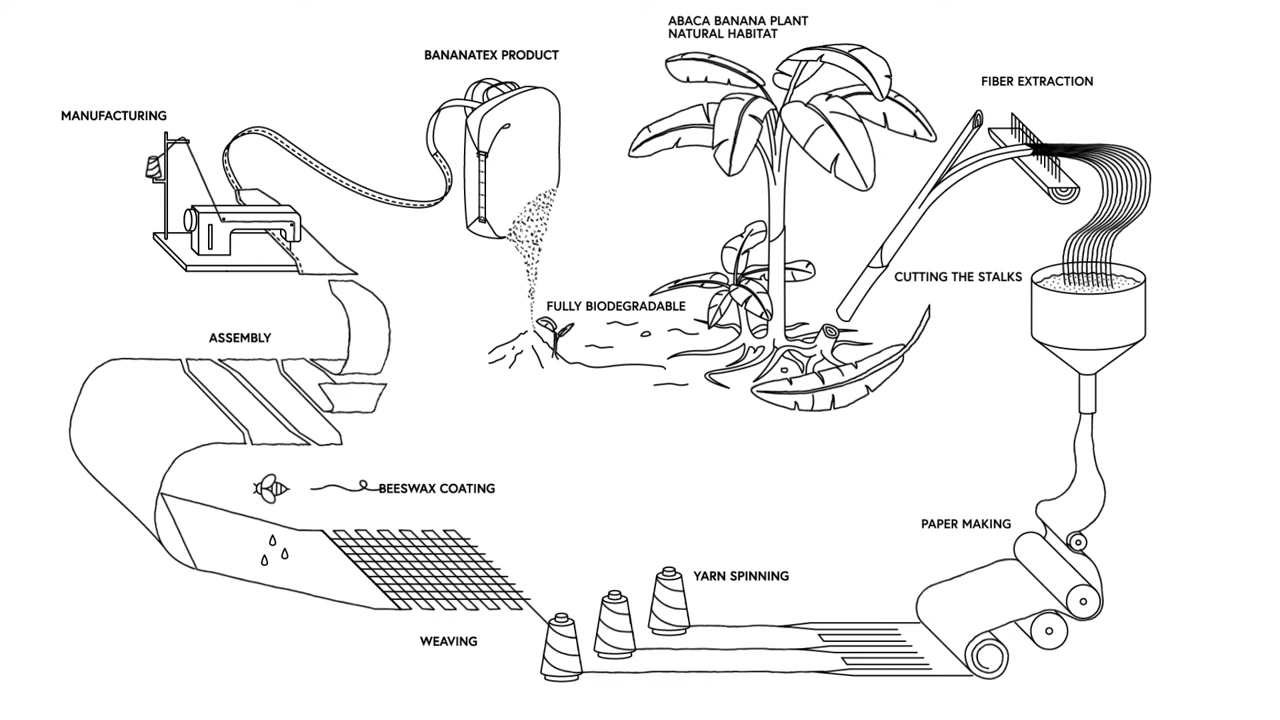 ABACA BANANA PLANT
NATURAL HABITAT
BANANATEX PRODUCT
FIBER EXTRACTION
MANUFACTURING
CUTTING THE STALKS
FULLY BIODEGRADABLE
ASSEMBLY
BEESWAX COATING
PAPER MAKING
YARN SPINNING
WEAVING